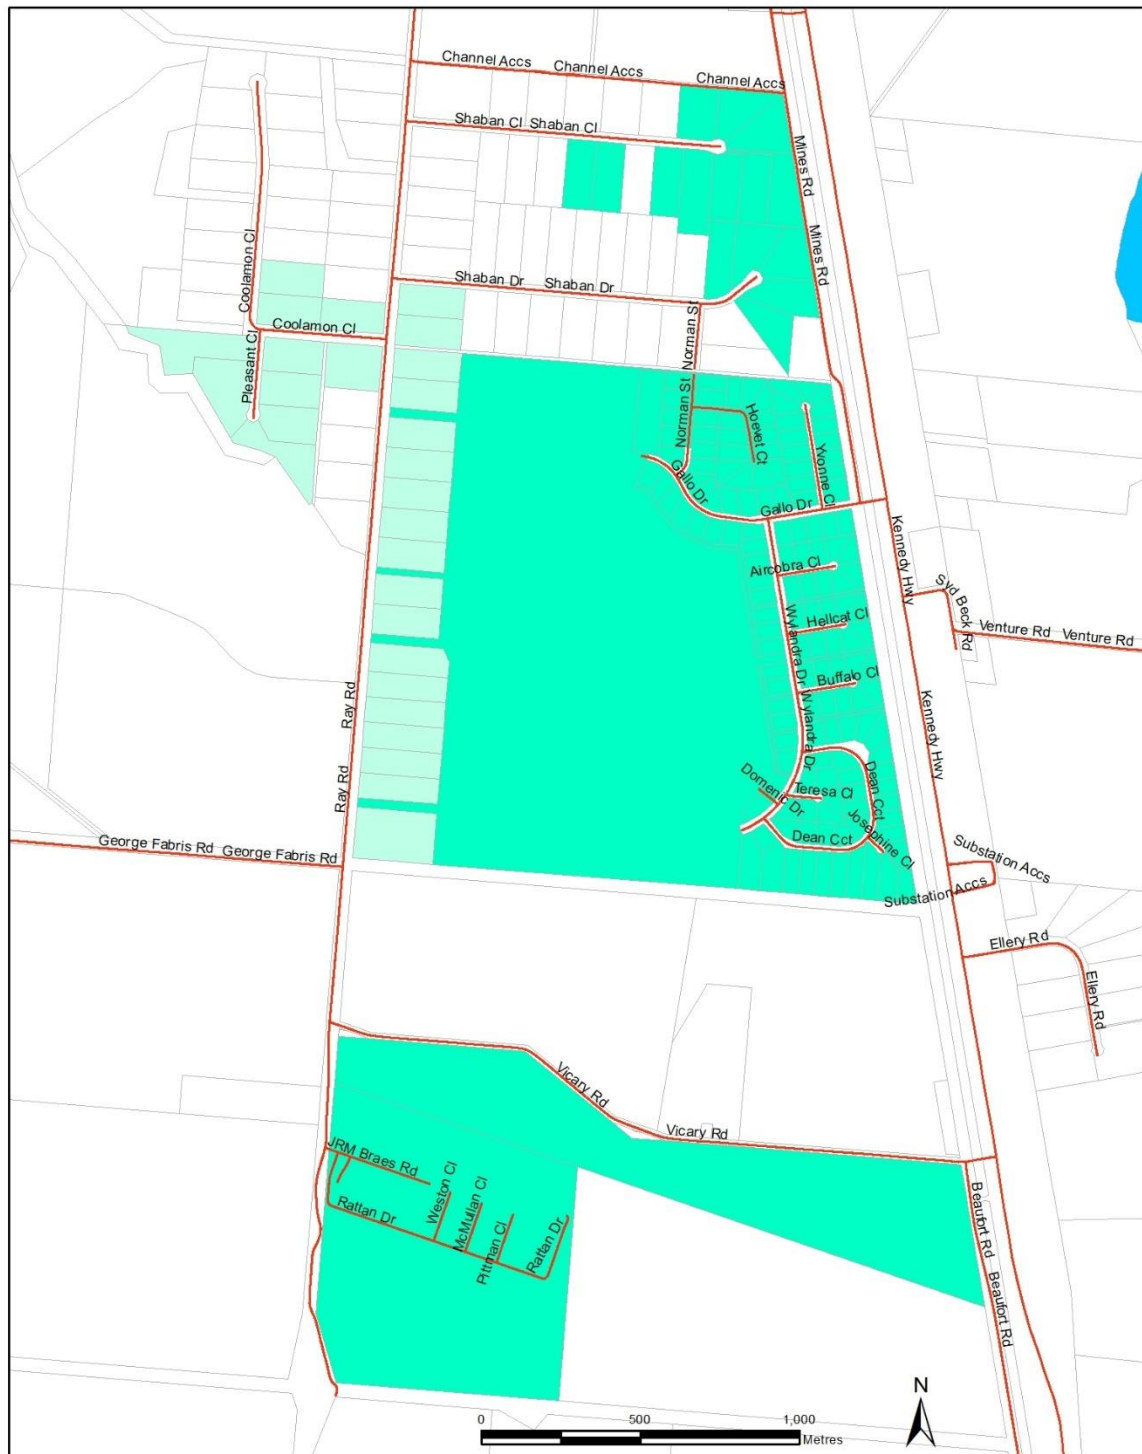 Channel Accs Channel Accs Channel Accs
Shaban Cl Shaban Cl
Mines Rd
Mines Rd
Coolamon Cl
Shaban Dr Shaban Dr
Coolamon Cl
Pleasant Cl
Norman St
Norman St
Hoevet Ct
Yvonne Cl
Gallo Dr
Gallo Dr
Kennedy Hwy
Aircobra Cl
Syd Beck Rd
Hellcat Cl
Venture Rd Venture Rd
Wylandra Dr
Buffalo Cl
Ray Rd
Wylandra Dr
Kennedy Hwy
Ray Rd
Domenic Dr
Teresa Cl
Dean Cct
George Fabris Rd George Fabris Rd
Dean Cct
Josephine Cl
Substation Accs
Substation Accs
Ellery Rd
Ellery Rd
Vicary Rd
Vicary Rd
JRM Braes Rd
Weston Cl
McMullan Cl
Rattan Dr
Pittman Cl
Rattan Dr
Beaufort Rd
Beaufort Rd
N
0 500 1,000
Metres